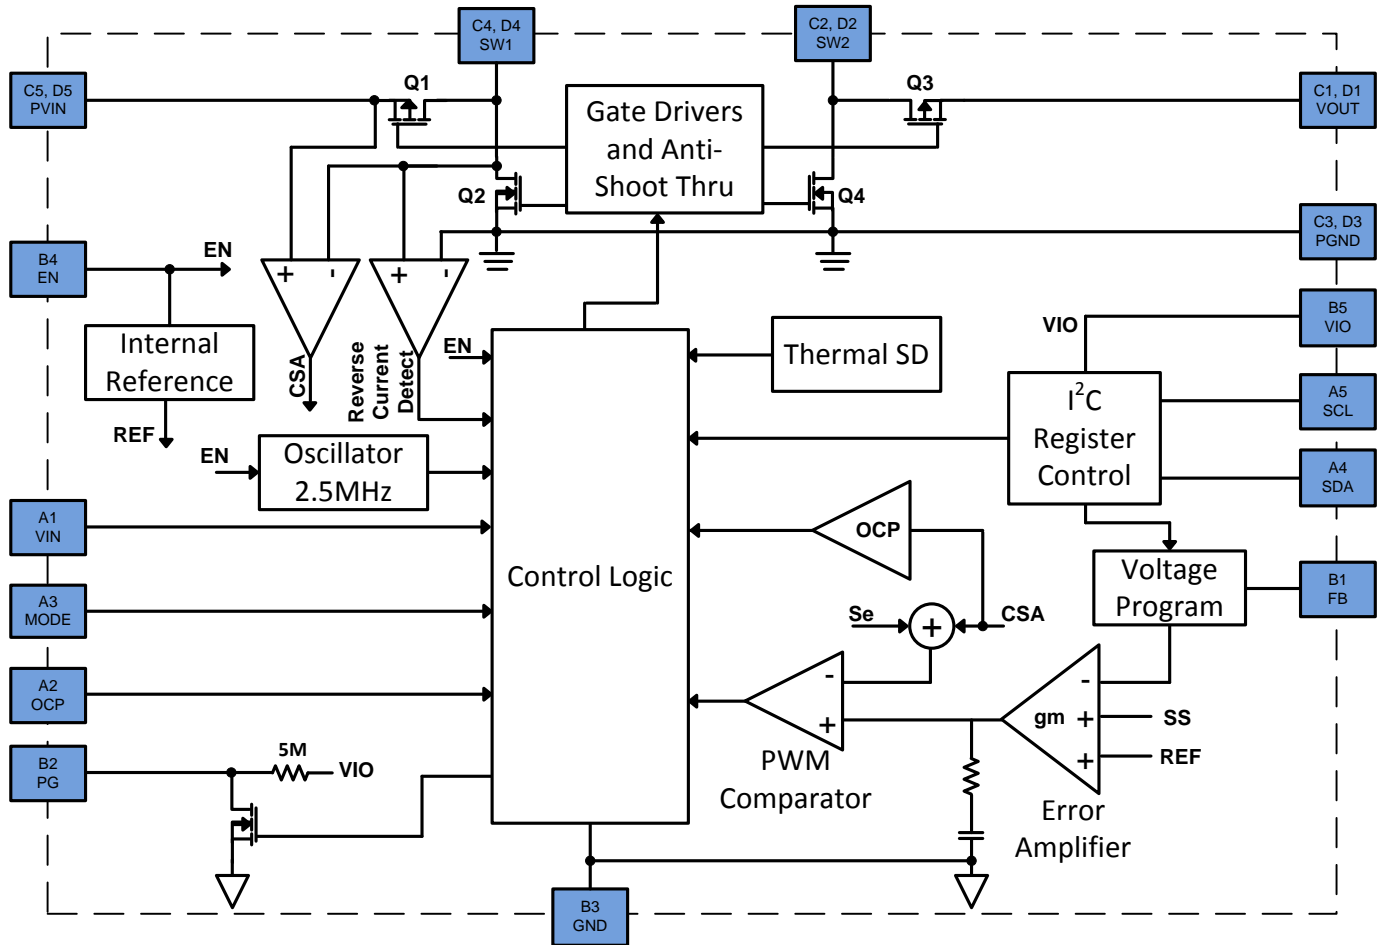 C4, D4
SW1
C2, D2
SW2
C5, D5
PVIN
Q1
Q3
C1, D1
VOUT
Gate Drivers
and Anti-
Shoot Thru
Q2
Q4
C3, D3
PGND
B4
EN
EN
+
-
+
-
B5
VIO
VIO
Internal
Reference
CSA
Reverse
Current
Detect
EN
Thermal SD
I²C
Register
Control
A5
SCL
REF
EN
Oscillator
2.5MHz
A4
SDA
A1
VIN
OCP
Control Logic
Voltage
Program
B1
FB
A3
MODE
Se
+
CSA
A2
OCP
-
+
PWM
Comparator
gm
-
+
+
SS
REF
Error
Amplifier
B2
PG
5M
VIO
B3
GND